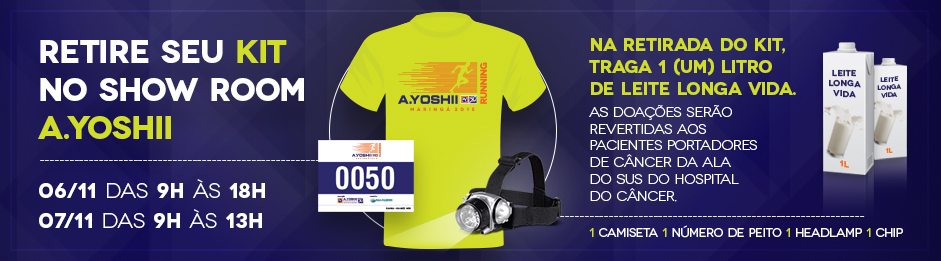 RETIRE SEU KIT
NO SHOW ROOM
A.YOSHII
06/11 DAS 9H ÀS 18H
07/11 DAS 9H ÀS 13H
A.YOSHII
RUNNING
MARINGÁ 2015
A.YOSHII
0050
NA RETIRADA DO KIT,
TRAGA 1 (UM) LITRO
DE LEITE LONGA VIDA.
AS DOAÇÕES SERÃO
REVERTIDAS AOS
PACIENTES PORTADORES
DE CÂNCER DA ALA
DO SUS DO HOSPITAL
DO CÂNCER.
LEITE
LONGA
VIDA
1L
LEITE
LONGA
VIDA
1L
1 CAMISETA 1 NÚMERO DE PEITO 1 HEADLAMP 1 CHIP